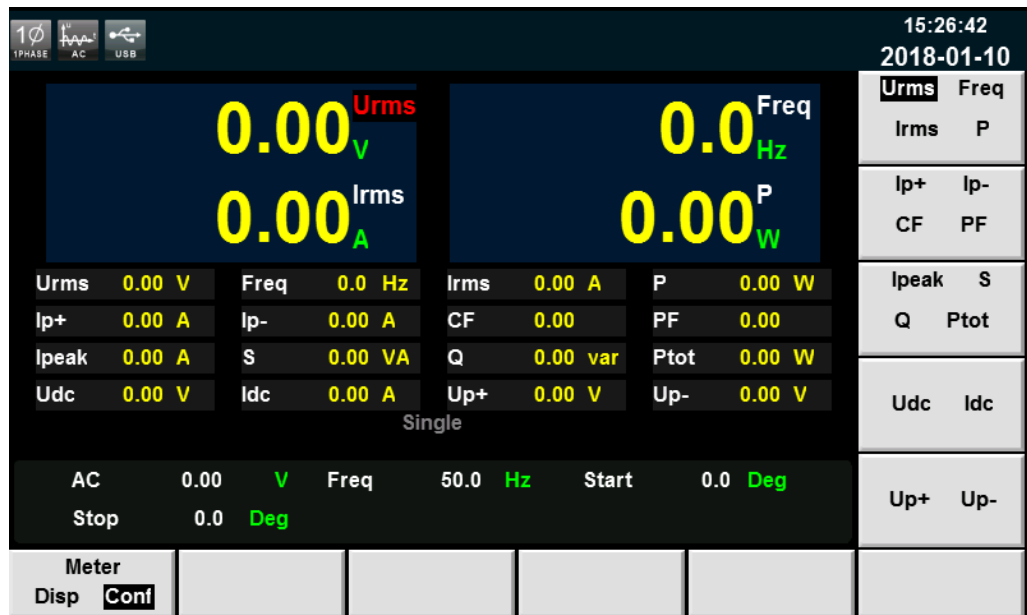 1Ø 15:26:42
1PHASE AC USB 2018-01-10
0.00 Urms V 0.0 Freq Hz
0.00 Irms A 0.00 P W
Urms 0.00 V Freq 0.0 Hz Irms 0.00 A P 0.00 W
Ip+ 0.00 A Ip- 0.00 A CF 0.00 PF 0.00
Ipeak 0.00 A S 0.00 VA Q 0.00 var Ptot 0.00 W
Udc 0.00 V Idc 0.00 A Up+ 0.00 V Up- 0.00 V
Single
AC 0.00 V Freq 50.0 Hz Start 0.0 Deg
Stop 0.0 Deg
Urms Freq
Irms P
Ip+ Ip-
CF PF
Ipeak S
Q Ptot
Udc Idc
Up+ Up-
Meter
Disp Conf